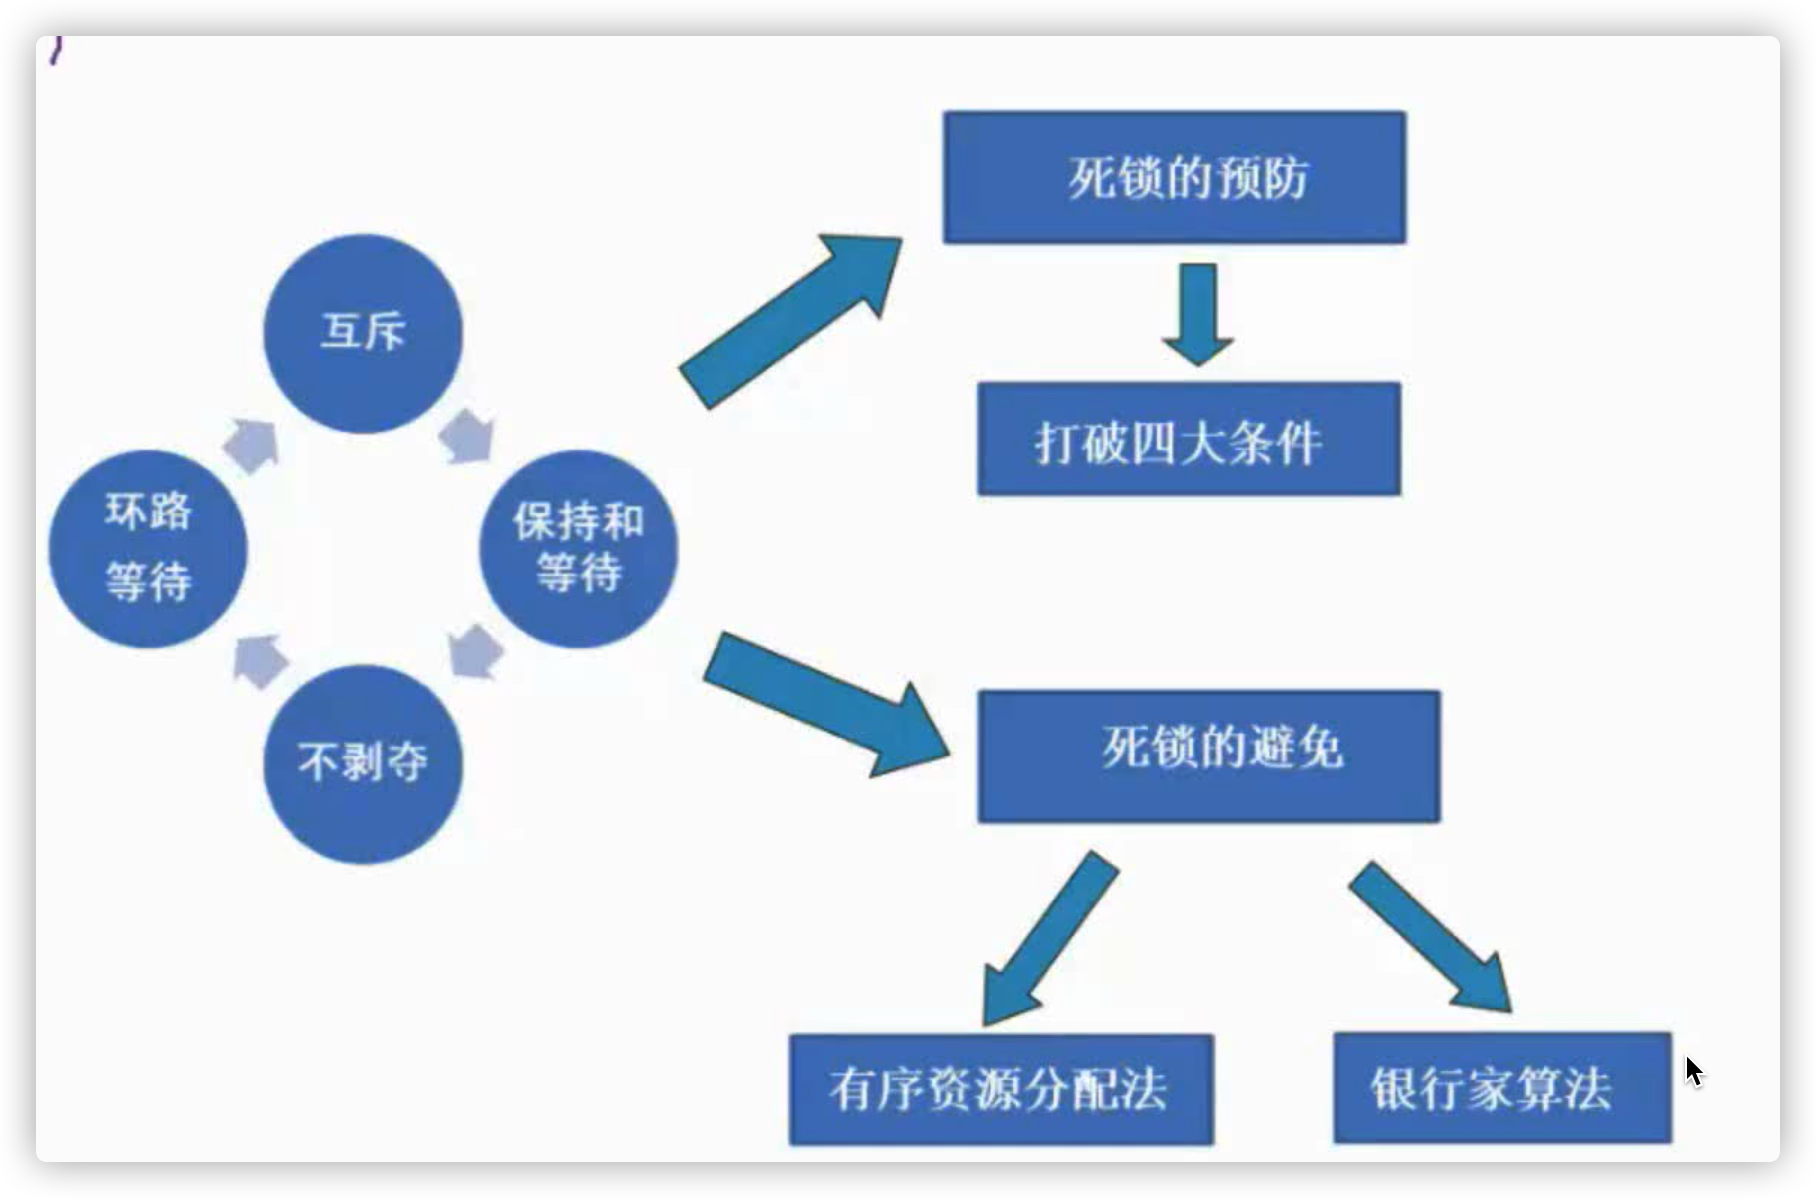 死锁的预防
互斥
打破四大条件
环路
等待
保持和
等待
不剥夺
死锁的避免
有序资源分配法
银行家算法